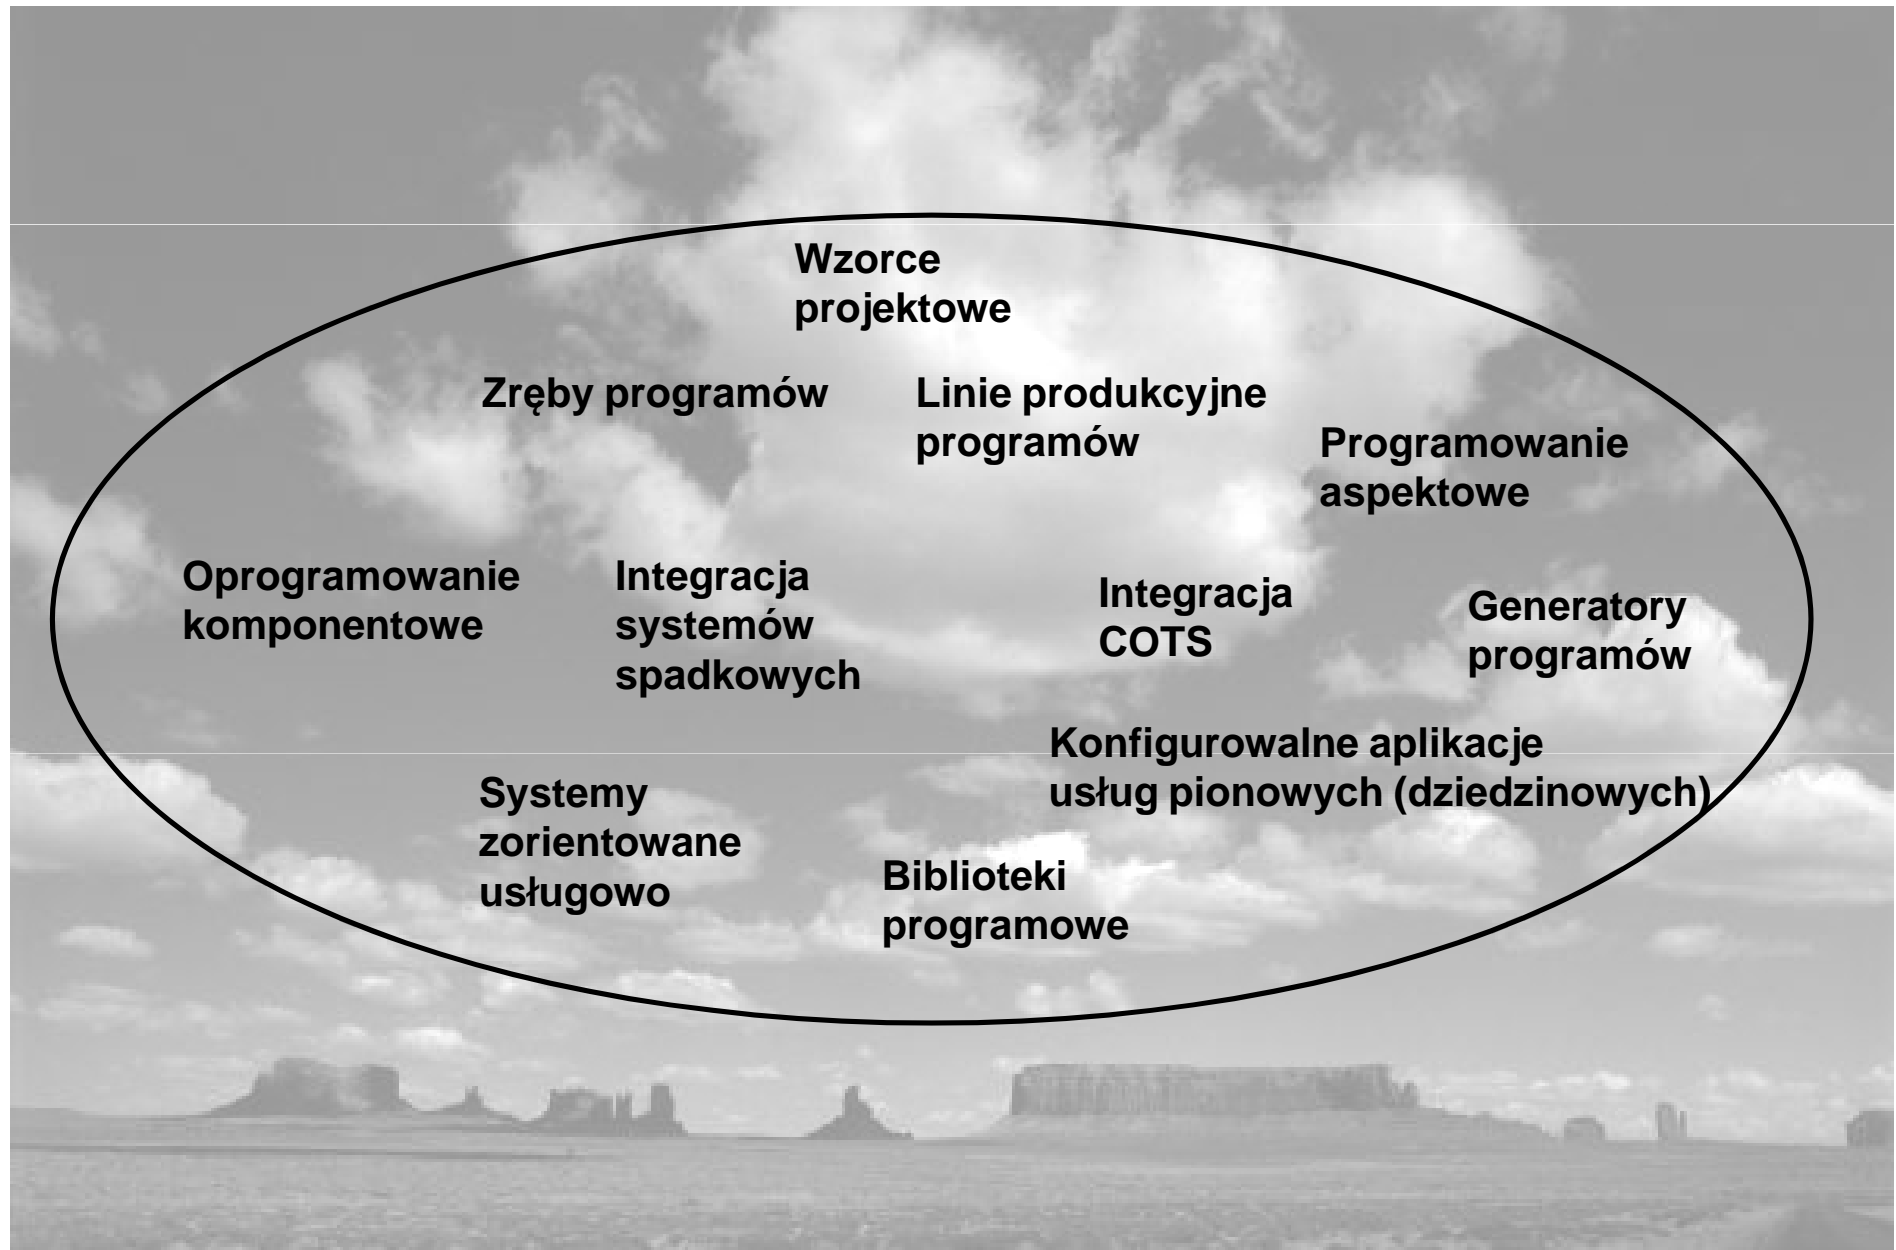 Wzorce
projektowe
Zręby programów
Linie produkcyjne
programów
Programowanie
aspektowe
Oprogramowanie
komponentowe
Integracja
systemów
spadkowych
Integracja
COTS
Generatory
programów
Konfigurowalne aplikacje
usług pionowych (dziedzinowych)
Systemy
zorientowane
usługowo
Biblioteki
programowe